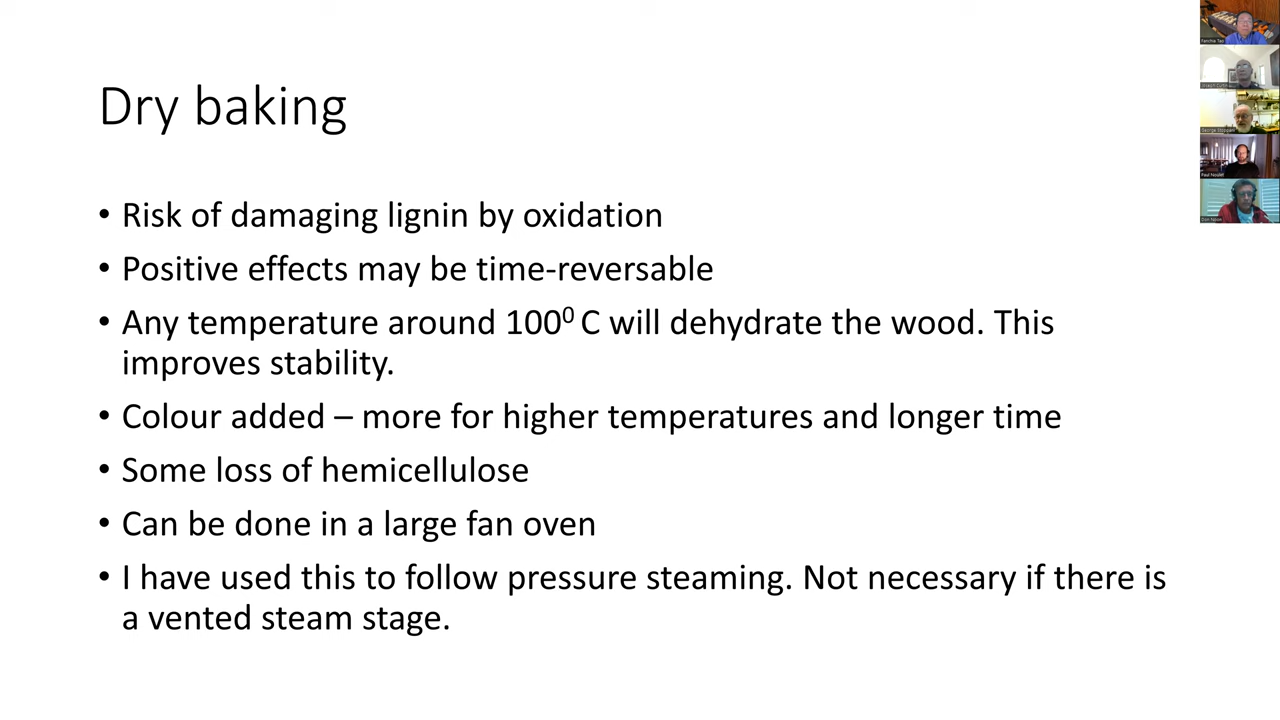 Dry baking
• Risk of damaging lignin by oxidation
• Positive effects may be time-reversable
• Any temperature around 100⁰ C will dehydrate the wood. This
improves stability.
• Colour added – more for higher temperatures and longer time
• Some loss of hemicellulose
• Can be done in a large fan oven
• I have used this to follow pressure steaming. Not necessary if there is
a vented steam stage.